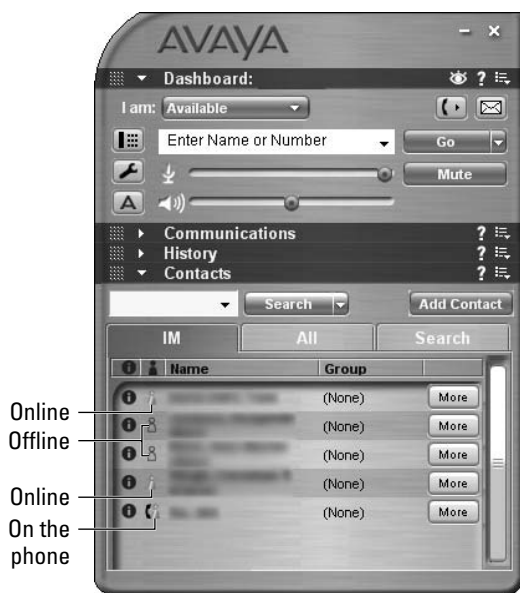 AVAYA
Dashboard:
?
I am: Available
Enter Name or Number
Go
Mute
A
Communications ?
History ?
Contacts ?
Search
Add Contact
IM All Search
Name Group
Online
(None) More
Offline
(None) More
(None) More
Online
(None) More
On the
phone
(None) More